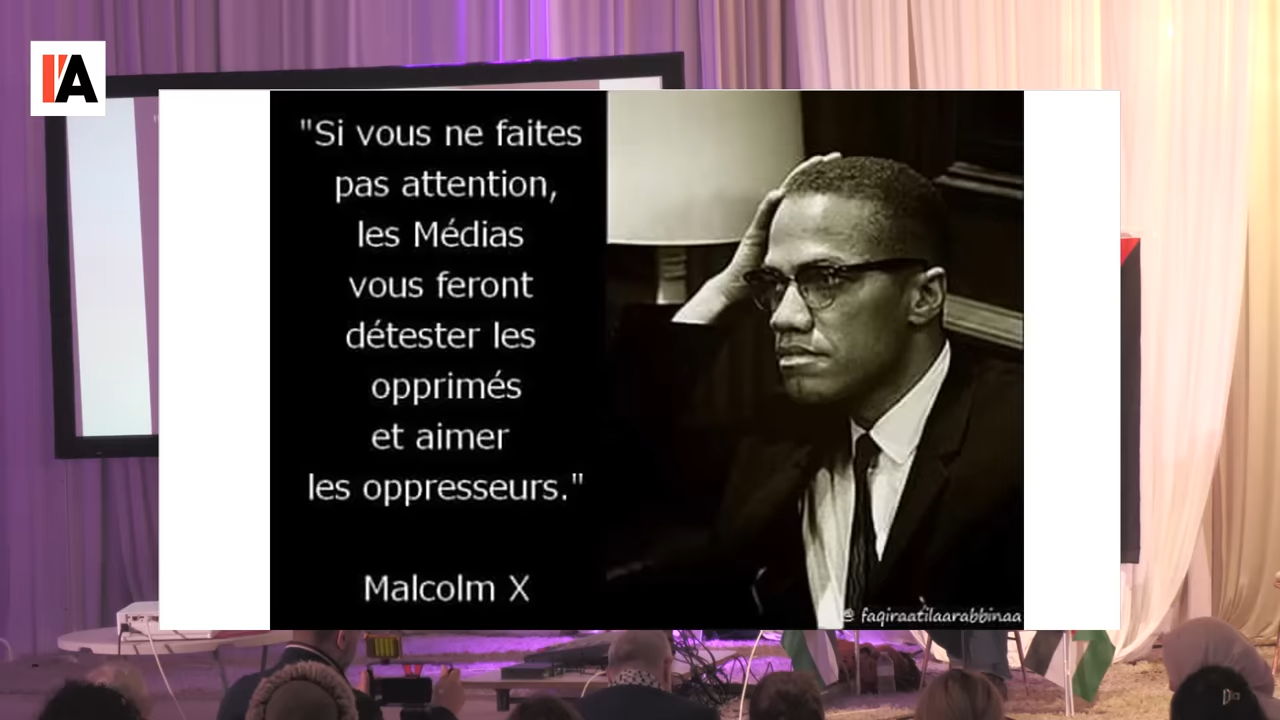 I'A
"Si vous ne faites
pas attention,
les Médias
vous feront
détester les
opprimés
et aimer
les oppresseurs."
Malcolm X
@ faqiraatilaarabbinaa